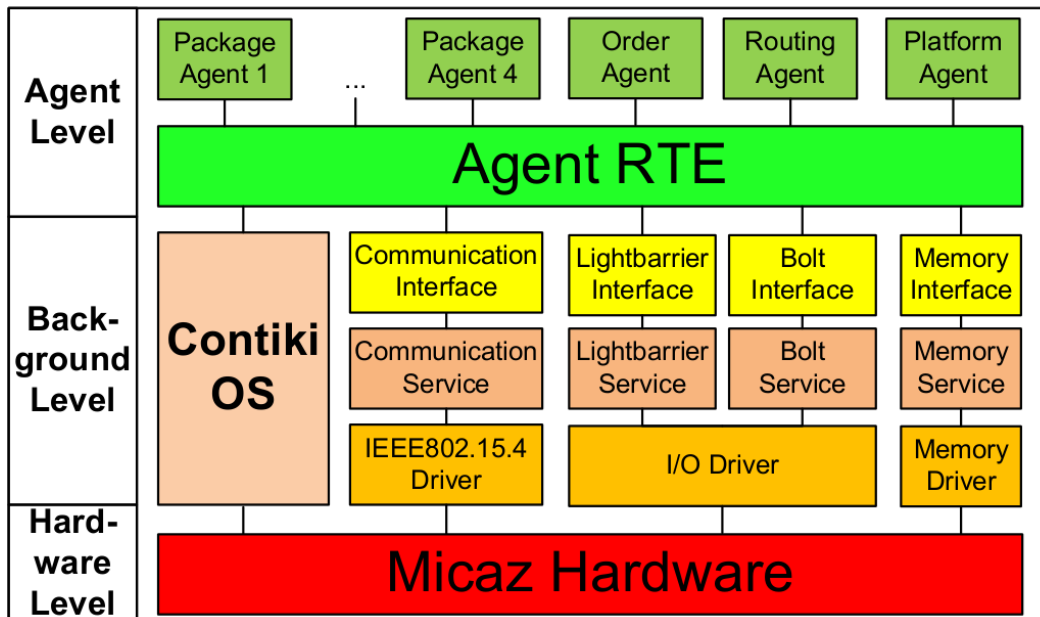 Agent
Level
Package
Agent 1
...
Package
Agent 4
Order
Agent
Routing
Agent
Platform
Agent
Agent RTE
Back-
ground
Level
Contiki
OS
Communication
Interface
Lightbarrier
Interface
Bolt
Interface
Memory
Interface
Communication
Service
Lightbarrier
Service
Bolt
Service
Memory
Service
IEEE802.15.4
Driver
I/O Driver
Memory
Driver
Hard-
ware
Level
Micaz Hardware